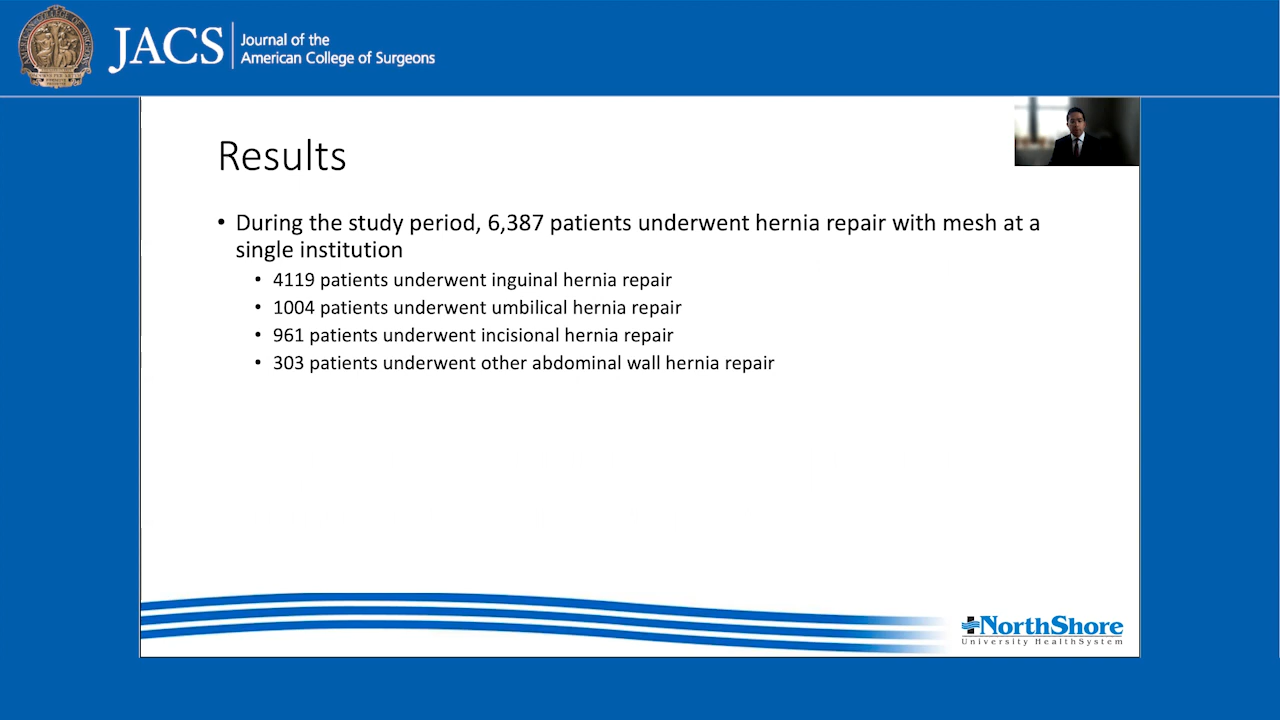 JACS
Journal of the
American College of Surgeons
Results
• During the study period, 6,387 patients underwent hernia repair with mesh at a
single institution
• 4119 patients underwent inguinal hernia repair
• 1004 patients underwent umbilical hernia repair
• 961 patients underwent incisional hernia repair
• 303 patients underwent other abdominal wall hernia repair
NorthShore
University HealthSystem